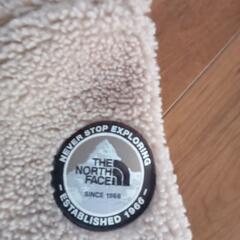 NEVER STOP EXPLORING
THE
NORTH
FACE
SINCE 1966
- ESTABLISHED 1966 -